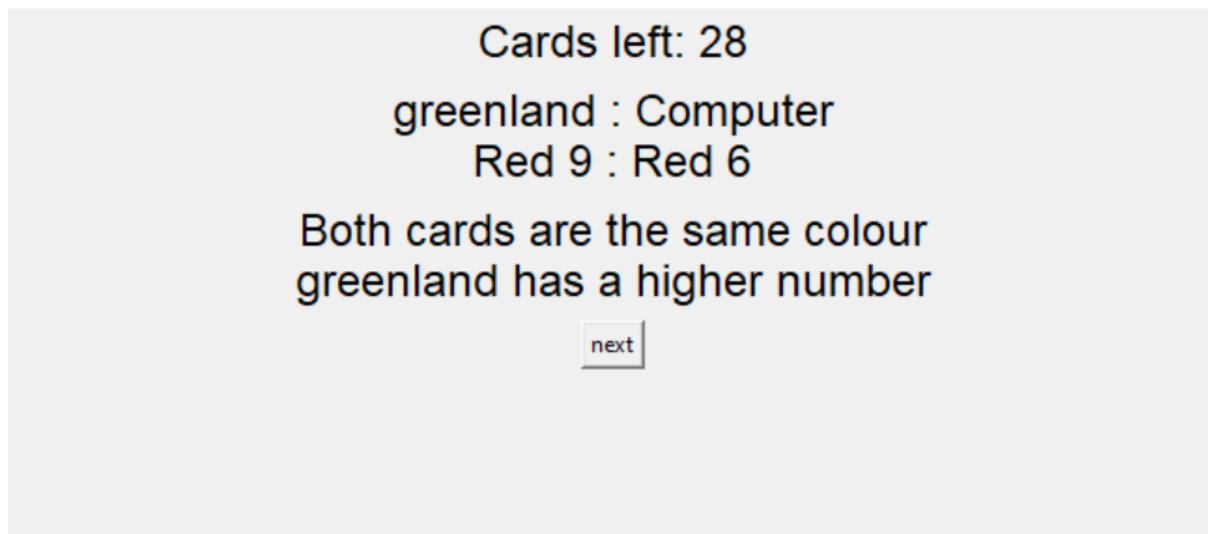 Cards left: 28
greenland : Computer
Red 9 : Red 6
Both cards are the same colour
greenland has a higher number
next